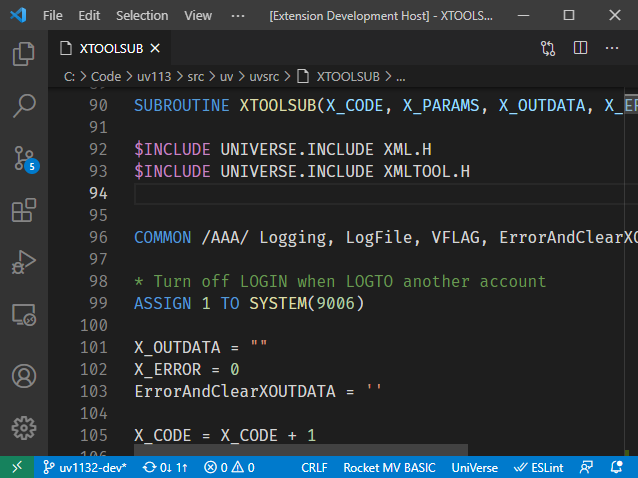 File Edit Selection View ··· [Extension Development Host] - XTOOLS...
XTOOLSUB
C: > Code > uv113 > src > uv > uvsrc > XTOOLSUB > ...
90 SUBROUTINE XTOOLSUB(X_CODE, X_PARAMS, X_OUTDATA, X_ER
91
92 $INCLUDE UNIVERSE.INCLUDE XML.H
93 $INCLUDE UNIVERSE.INCLUDE XMLTOOL.H
94
95
96 COMMON /AAA/ Logging, LogFile, VFLAG, ErrorAndClearXO
97
98 * Turn off LOGIN when LOGTO another account
99 ASSIGN 1 TO SYSTEM(9006)
100
101 X_OUTDATA = ""
102 X_ERROR = 0
103 ErrorAndClearXOUTDATA = ''
104
105 X_CODE = X_CODE + 1
5
uv1132-dev* 0↓ 1↑ 0 0 CRLF Rocket MV BASIC UniVerse ESLint